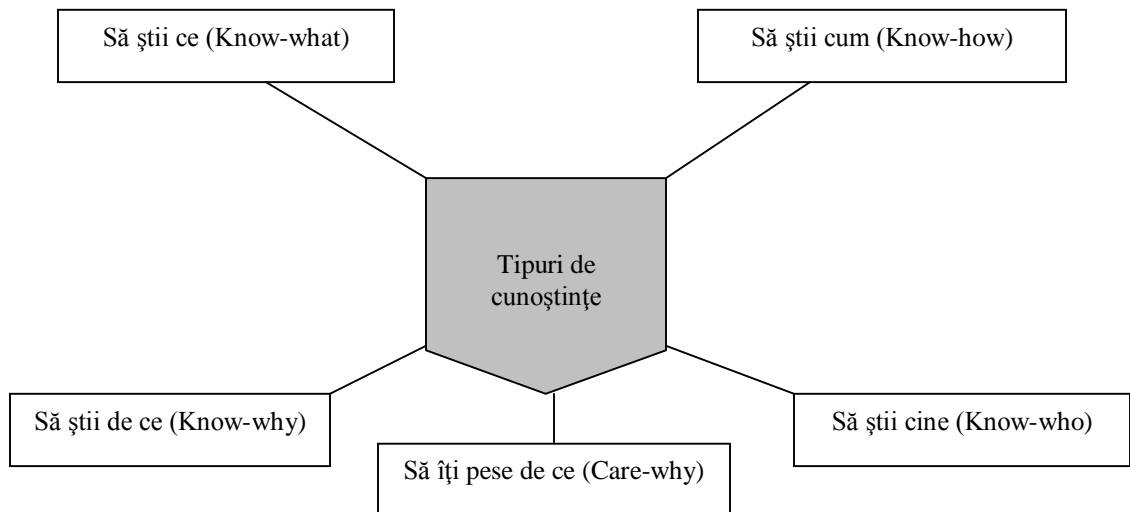 Să ştii ce (Know-what)
Să ştii cum (Know-how)
Tipuri de
cunoştinţe
Să ştii de ce (Know-why)
Să îţi pese de ce (Care-why)
Să ştii cine (Know-who)